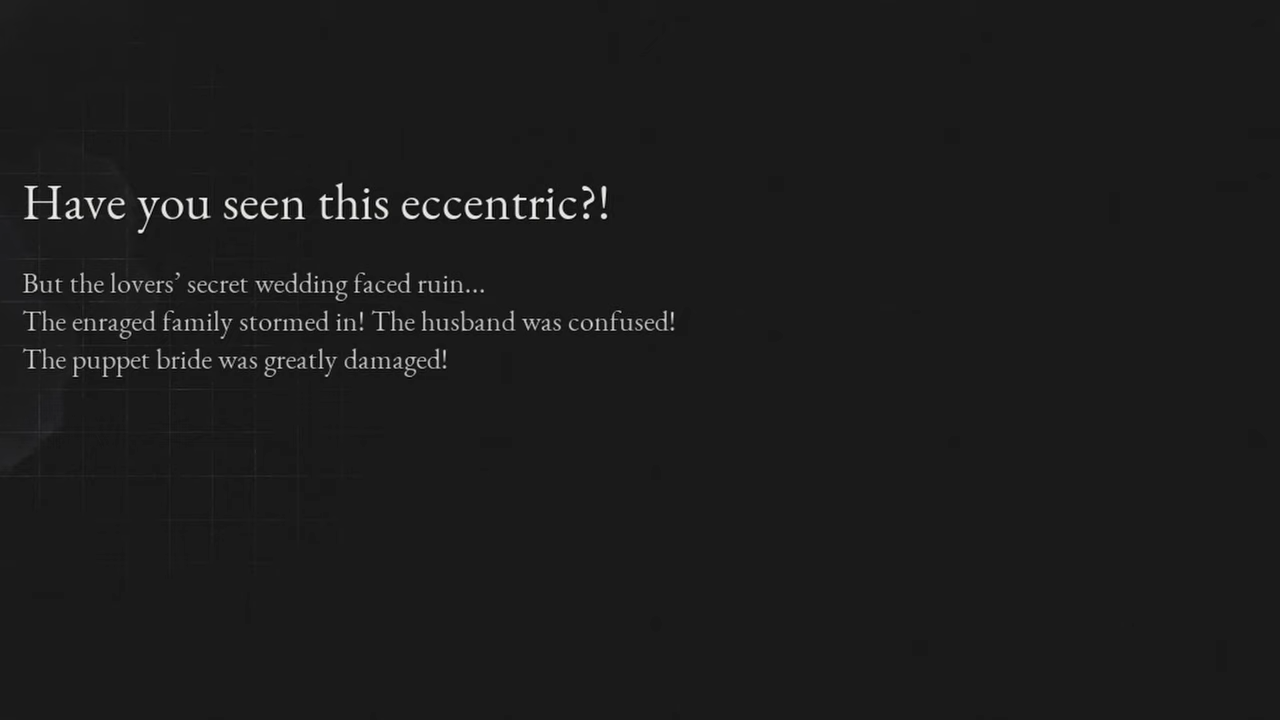 Have you seen this eccentric?!
But the lovers’ secret wedding faced ruin...
The enraged family stormed in! The husband was confused!
The puppet bride was greatly damaged!